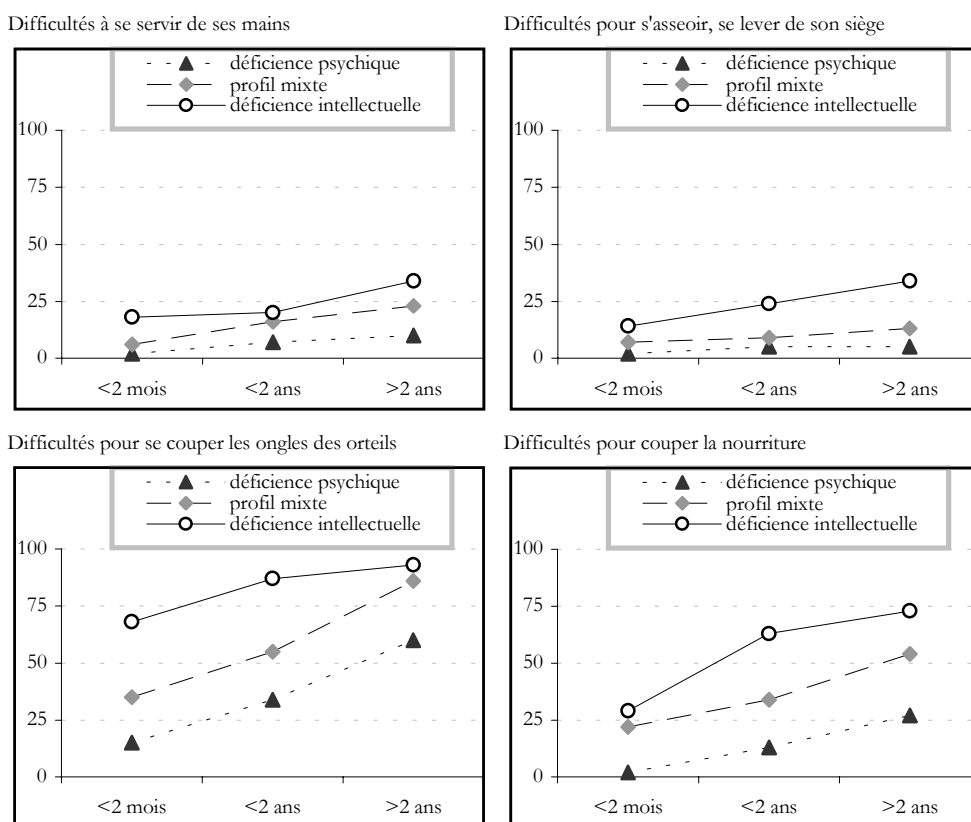 Difficultés à se servir de ses mains
déficience psychique
profil mixte
déficience intellectuelle
100
75
50
25
0
<2 mois <2 ans >2 ans
Difficultés pour s'asseoir, se lever de son siège
déficience psychique
profil mixte
déficience intellectuelle
100
75
50
25
0
<2 mois <2 ans >2 ans
Difficultés pour se couper les ongles des orteils
déficience psychique
profil mixte
déficience intellectuelle
100
75
50
25
0
<2 mois <2 ans >2 ans
Difficultés pour couper la nourriture
déficience psychique
profil mixte
déficience intellectuelle
100
75
50
25
0
<2 mois <2 ans >2 ans